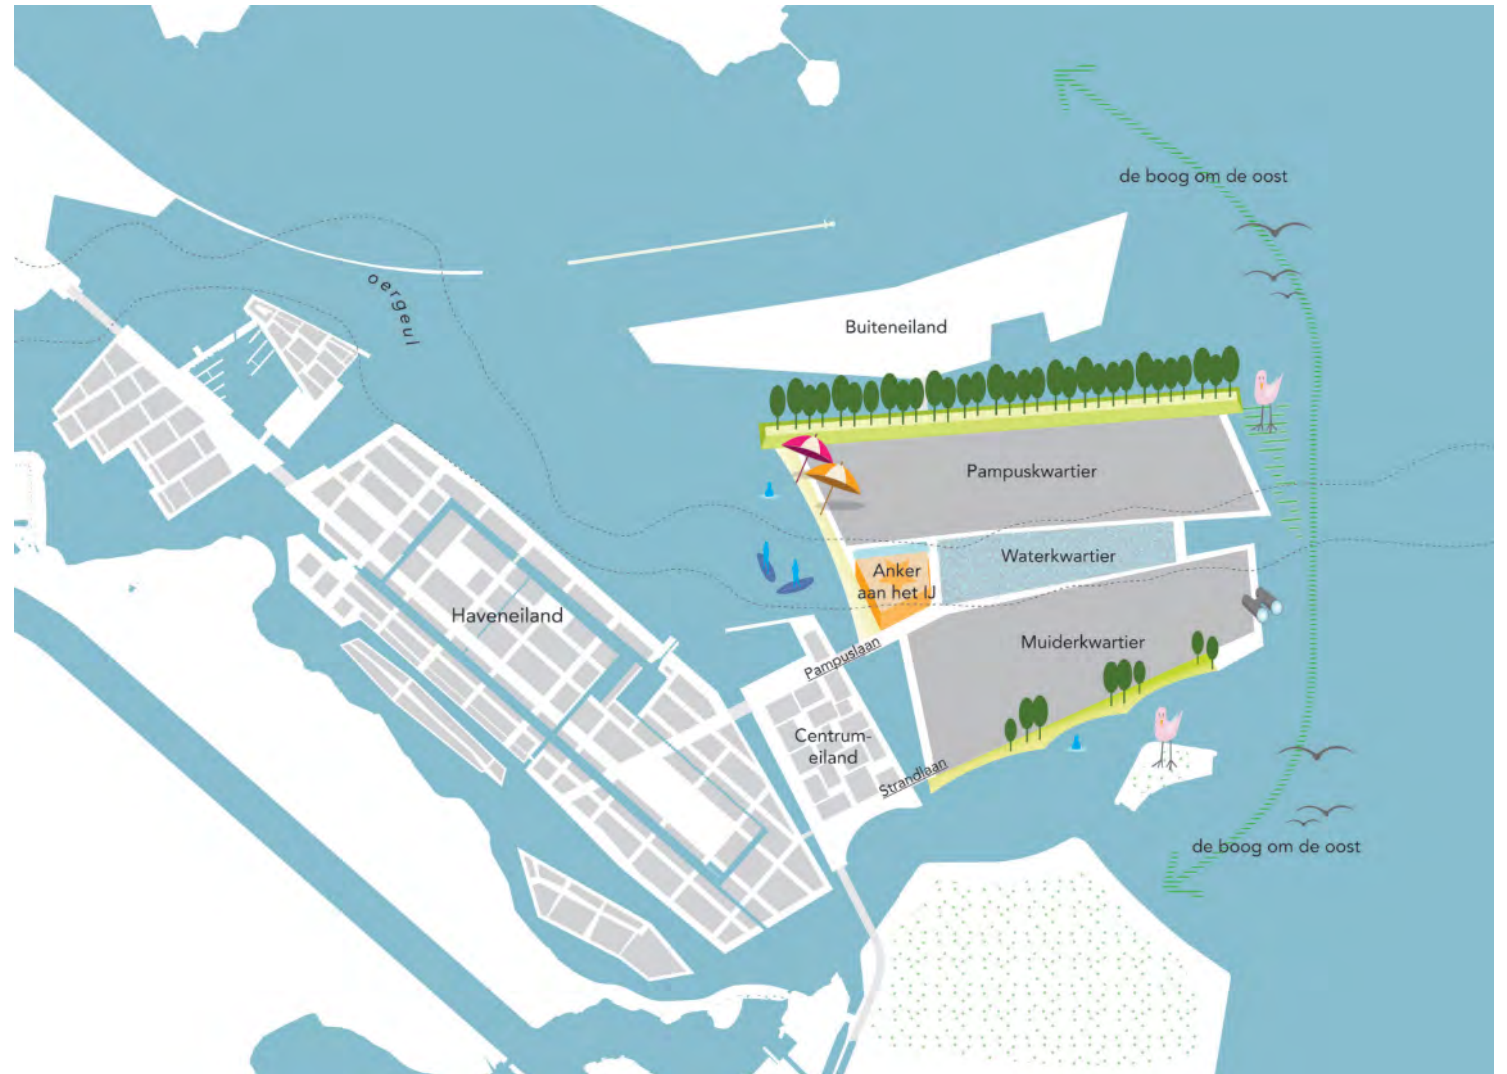 de boog om de oost
oergeul
Buiteneiland
Pampuskwartier
Waterkwartier
Anker
aan het IJ
Haveneiland
Muiderkwartier
Pampuslaan
Centrum-
eiland
Strandlaan
de boog om de oost